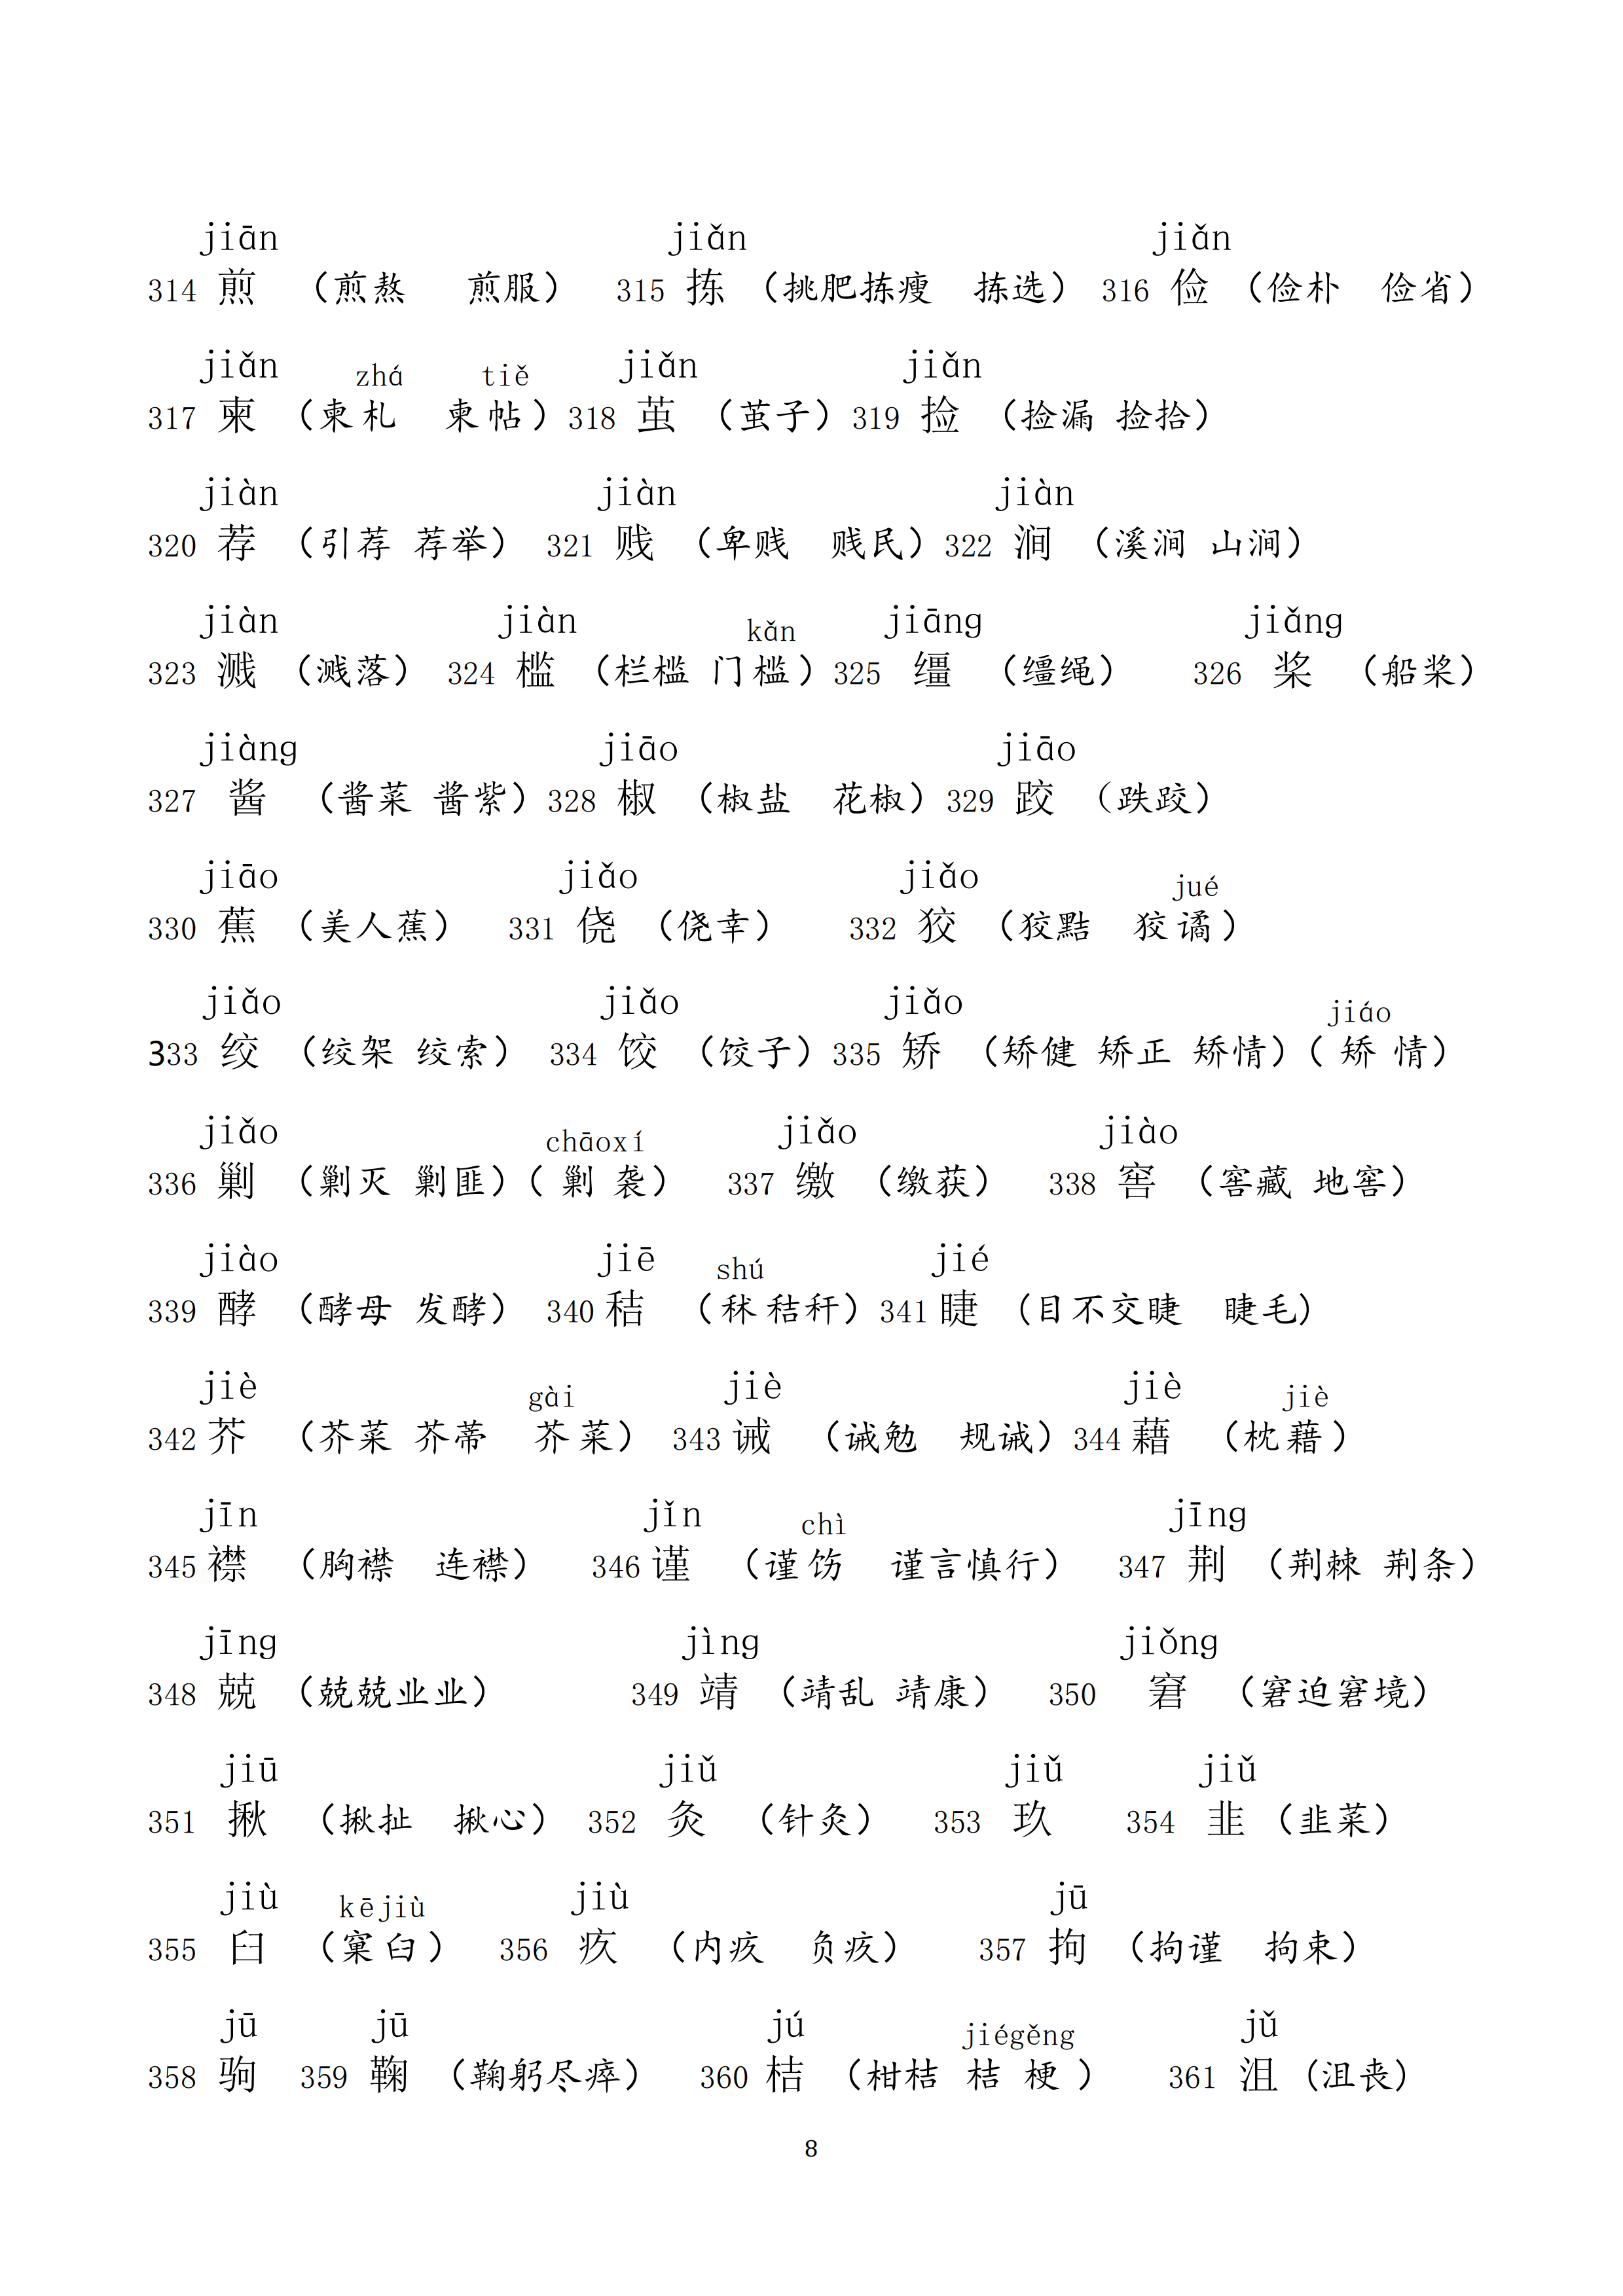 jiān jiǎn jiǎn
314 煎 （煎熬 煎服） 315 拣 （挑肥拣瘦 拣选） 316 俭 （俭朴 俭省）
jiǎn zhá tiě jiǎn jiǎn
317 柬 （柬札 柬帖）318 茧 （茧子）319 捡 （捡漏 捡拾）
jiàn jiàn jiàn
320 荐 （引荐 荐举） 321 贱 （卑贱 贱民）322 涧 （溪涧 山涧）
jiàn jiàn kǎn jiāng jiǎng
323 溅 （溅落） 324 槛 （栏槛 门槛）325 缰 （缰绳） 326 桨 （船桨）
jiàng jiāo jiāo
327 酱 （酱菜 酱紫）328 椒 （椒盐 花椒）329 跤 （跌跤）
jiāo jiǎo jiǎo jué
330 蕉 （美人蕉） 331 侥 （侥幸） 332 狡 （狡黠 狡谲）
jiǎo jiǎo jiǎo jiáo
333 绞 （绞架 绞索） 334 饺 （饺子）335 矫 （矫健 矫正 矫情）（ 矫 情）
jiǎo chāoxí jiǎo jiào
336 剿 （剿灭 剿匪）（ 剿 袭） 337 缴 （缴获） 338 窖 （窖藏 地窖）
jiào jiē shú jié
339 酵 （酵母 发酵） 340 秸 （秫秸秆）341 睫 （目不交睫 睫毛）
jiè gài jiè jiè jiè
342 芥 （芥菜 芥蒂 芥菜） 343 诫 （诫勉 规诫）344 藉 （枕藉）
jīn jǐn chì jīng
345 襟 （胸襟 连襟） 346 谨 （谨饬 谨言慎行） 347 荆 （荆棘 荆条）
jīng jìng jiǒng
348 兢 （兢兢业业） 349 靖 （靖乱 靖康） 350 窘 （窘迫窘境）
jiū jiǔ jiǔ jiǔ
351 揪 （揪扯 揪心） 352 灸 （针灸） 353 玖 354 韭 （韭菜）
jiù kējiù jiù jū
355 臼 （窠臼） 356 疚 （内疚 负疚） 357 拘 （拘谨 拘束）
jū jū jú jiégěng jǔ
358 驹 359 鞠 （鞠躬尽瘁） 360 桔 （柑桔 桔 梗 ） 361 沮 （沮丧）
8